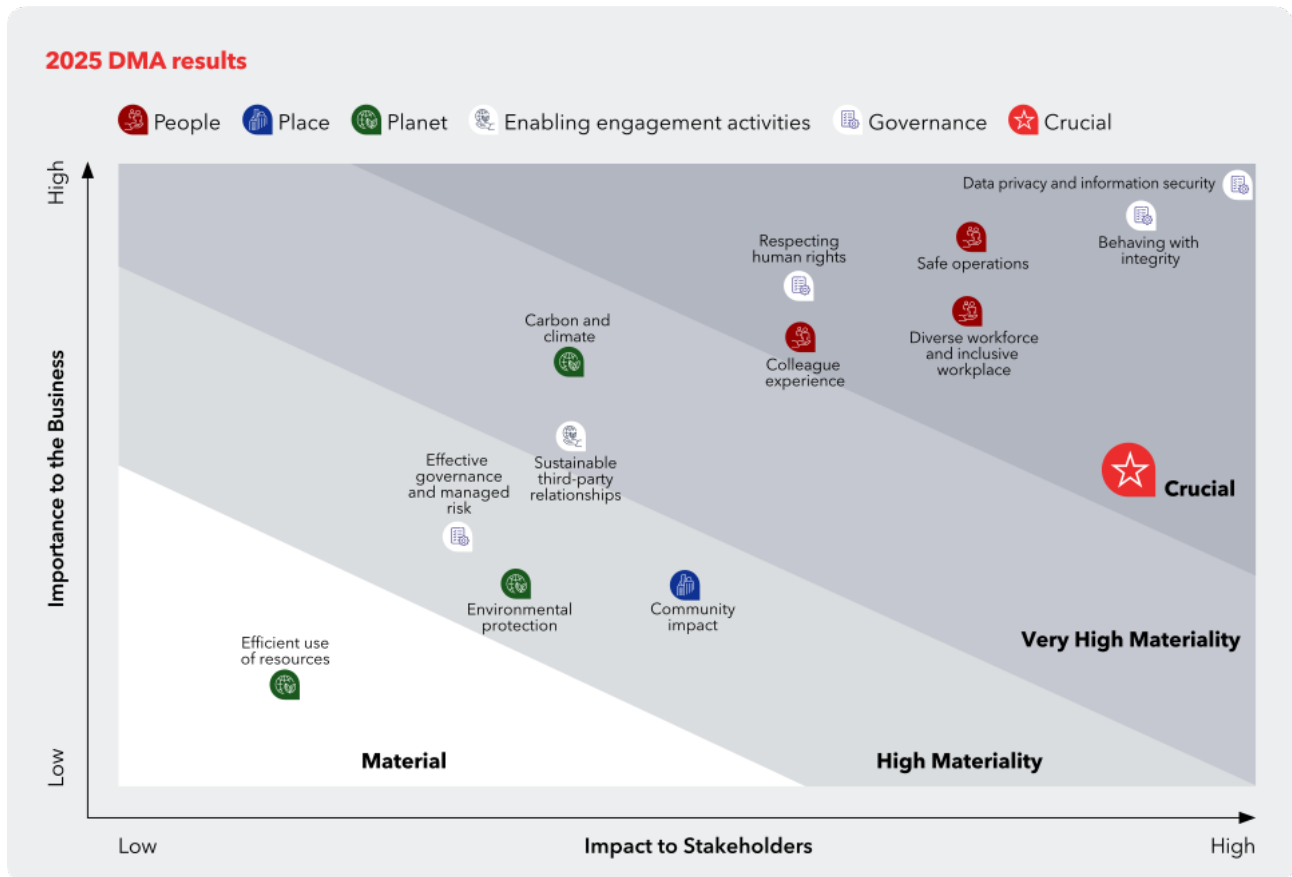 2025 DMA results
People
Place
Planet
Enabling engagement activities
Governance
Crucial
High
Importance to the Business
Low
Data privacy and information security
Behaving with
integrity
Respecting
human rights
Safe operations
Diverse workforce
and inclusive
workplace
Colleague
experience
Carbon and
climate
Sustainable
third-party
relationships
Effective
governance
and managed
risk
Crucial
Environmental
protection
Community
impact
Very High Materiality
Efficient use
of resources
Material
High Materiality
Low
Impact to Stakeholders
High